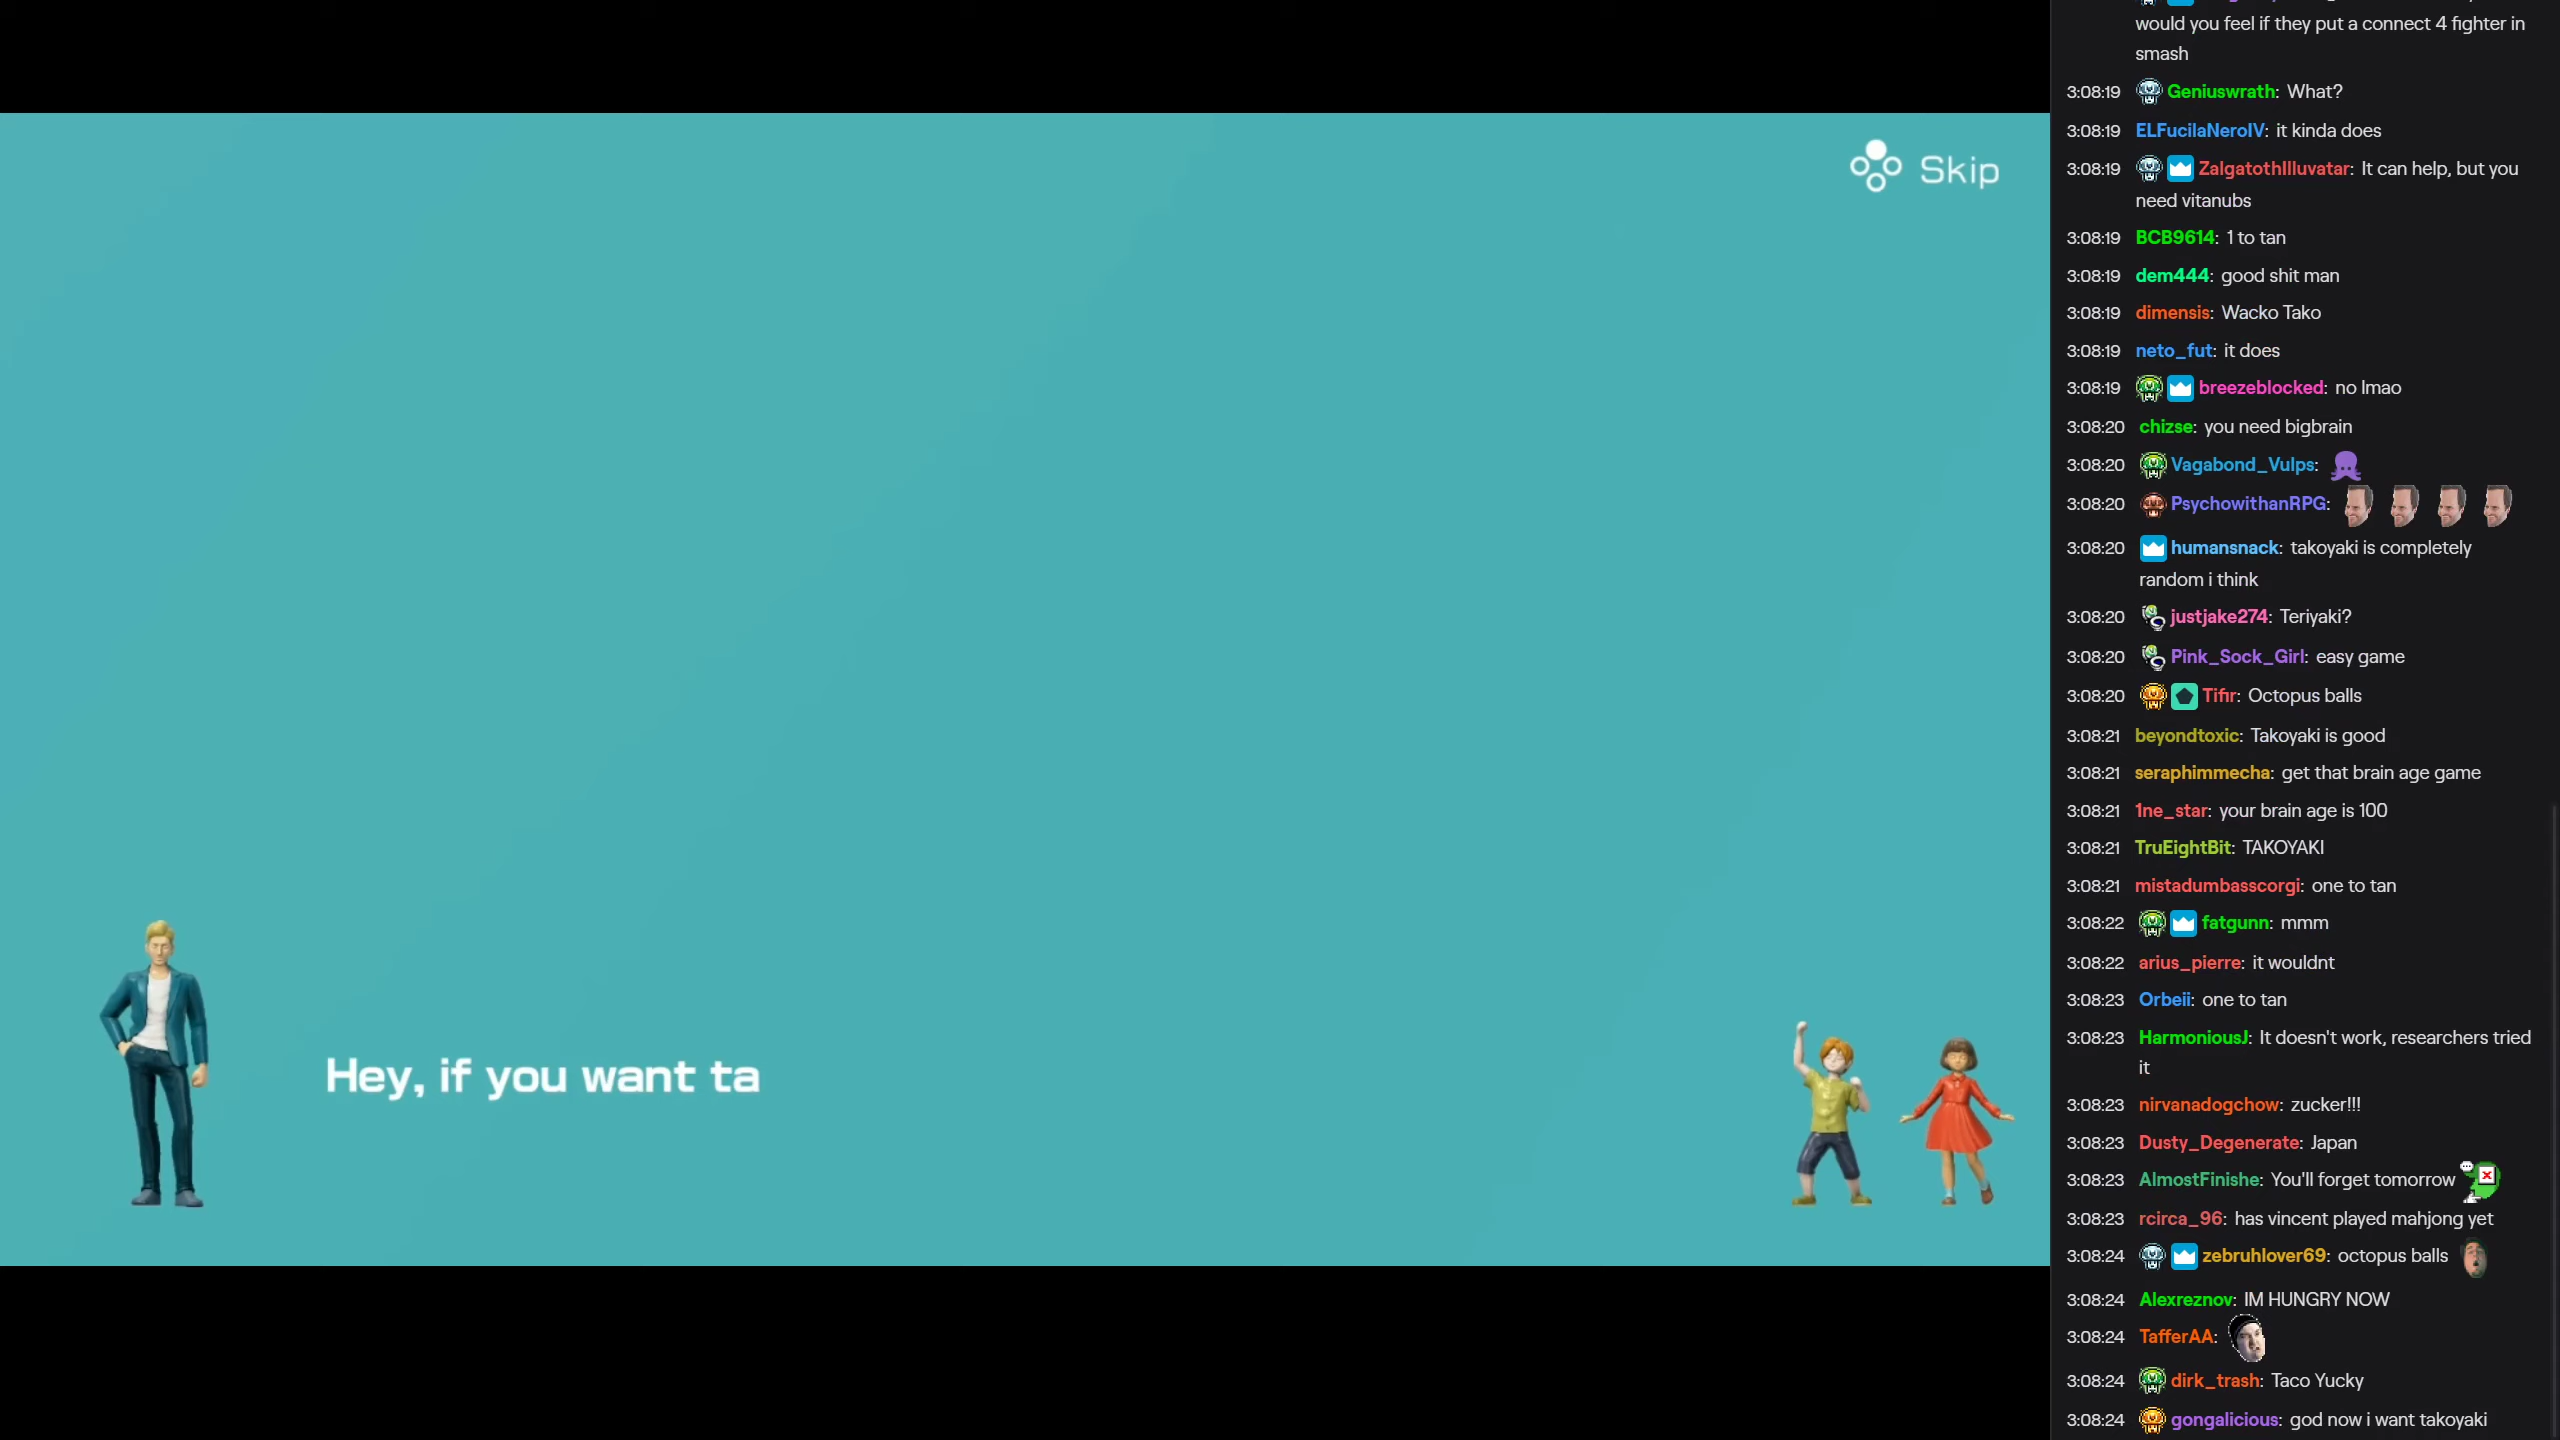 Skip
Hey, if you want ta
would you feel if they put a connect 4 fighter in
smash
3:08:19 Geniuswrath: What?
3:08:19 ELFucilaNeroIV: it kinda does
3:08:19 ZalgatothIlluvatar: It can help, but you
need vitanubs
3:08:19 BCB9614: 1 to tan
3:08:19 dem444: good shit man
3:08:19 dimensis: Wacko Tako
3:08:19 neto_fut: it does
3:08:19 breezeblocked: no lmao
3:08:20 chizse: you need bigbrain
3:08:20 Vagabond_Vulps:
3:08:20 PsychowithanRPG:
3:08:20 humansnack: takoyaki is completely
random i think
3:08:20 justjake274: Teriyaki?
3:08:20 Pink_Sock_Girl: easy game
3:08:20 Tifir: Octopus balls
3:08:21 beyondtoxic: Takoyaki is good
3:08:21 seraphimmecha: get that brain age game
3:08:21 1ne_star: your brain age is 100
3:08:21 TruEightBit: TAKOYAKI
3:08:21 mistadumbasscorgi: one to tan
3:08:22 fatgunn: mmm
3:08:22 arius_pierre: it wouldnt
3:08:23 Orbeii: one to tan
3:08:23 HarmoniousJ: It doesn't work, researchers tried
it
3:08:23 nirvanadogchow: zucker!!!
3:08:23 Dusty_Degenerate: Japan
3:08:23 AlmostFinishe: You'll forget tomorrow
3:08:23 rcirca_96: has vincent played mahjong yet
3:08:24 zebruhlover69: octopus balls
3:08:24 Alexreznov: IM HUNGRY NOW
3:08:24 TafferAA:
3:08:24 dirk_trash: Taco Yucky
3:08:24 gongalicious: god now i want takoyaki